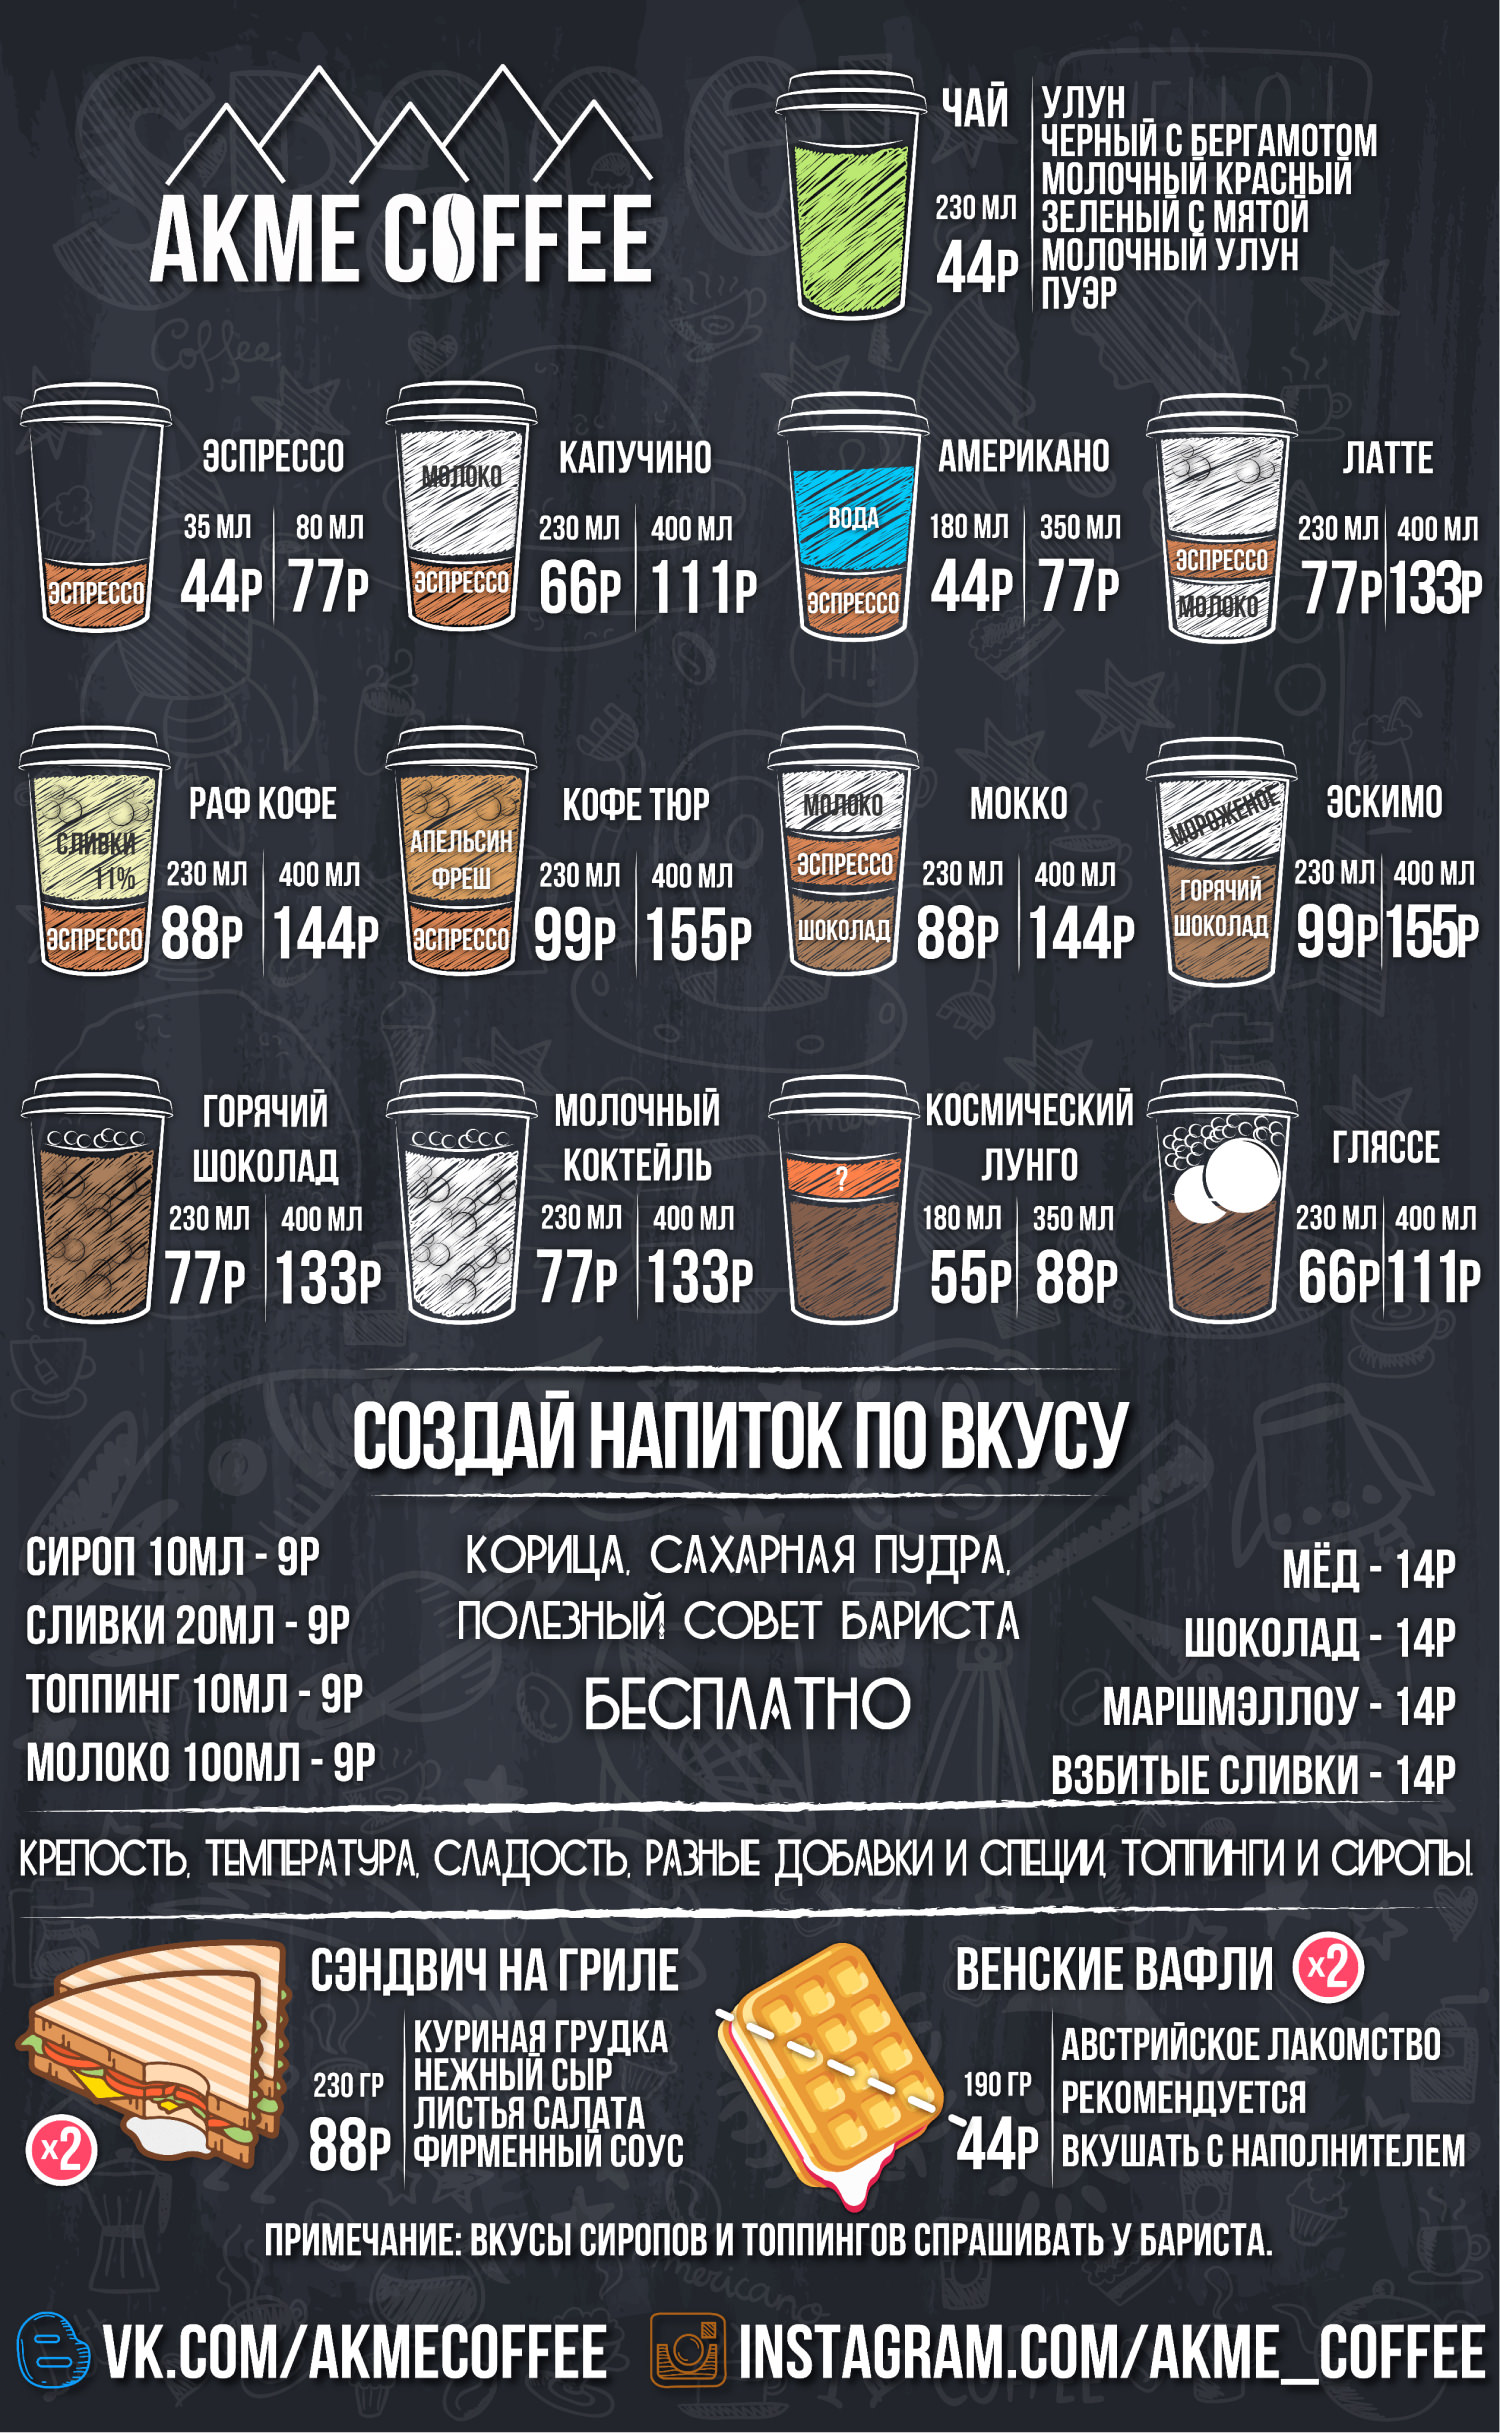 AKME COFFEE
ЧАЙ
230 МЛ
44Р
УЛУН
ЧЕРНЫЙ С БЕРГАМОТОМ
МОЛОЧНЫЙ КРАСНЫЙ
ЗЕЛЕНЫЙ С МЯТОЙ
МОЛОЧНЫЙ УЛУН
ПУЭР
ЭСПРЕССО
ЭСПРЕССО
35 МЛ 80 МЛ
44Р 77Р
МОЛОКО
ЭСПРЕССО
КАПУЧИНО
230 МЛ 400 МЛ
66Р 111Р
ВОДА
ЭСПРЕССО
АМЕРИКАНО
180 МЛ 350 МЛ
44Р 77Р
ЭСПРЕССО
МОЛОКО
ЛАТТЕ
230 МЛ 400 МЛ
77Р 133Р
СЛИВКИ
11%
ЭСПРЕССО
РАФ КОФЕ
230 МЛ 400 МЛ
88Р 144Р
АПЕЛЬСИН
ФРЕШ
ЭСПРЕССО
КОФЕ ТЮР
230 МЛ 400 МЛ
99Р 155Р
МОЛОКО
ЭСПРЕССО
ШОКОЛАД
МОККО
230 МЛ 400 МЛ
88Р 144Р
МОРОЖЕНОЕ
ГОРЯЧИЙ
ШОКОЛАД
ЭСКИМО
230 МЛ 400 МЛ
99Р 155Р
ГОРЯЧИЙ
ШОКОЛАД
230 МЛ 400 МЛ
77Р 133Р
МОЛОЧНЫЙ
КОКТЕЙЛЬ
230 МЛ 400 МЛ
77Р 133Р
?
КОСМИЧЕСКИЙ
ЛУНГО
180 МЛ 350 МЛ
55Р 88Р
ГЛЯССЕ
230 МЛ 400 МЛ
66Р 111Р
СОЗДАЙ НАПИТОК ПО ВКУСУ
СИРОП 10МЛ - 9Р
СЛИВКИ 20МЛ - 9Р
ТОППИНГ 10МЛ - 9Р
МОЛОКО 100МЛ - 9Р
КОРИЦА, САХАРНАЯ ПУДРА,
ПОЛЕЗНЫЙ СОВЕТ БАРИСТА
БЕСПЛАТНО
МЁД - 14Р
ШОКОЛАД - 14Р
МАРШМЭЛЛОУ - 14Р
ВЗБИТЫЕ СЛИВКИ - 14Р
КРЕПОСТЬ, ТЕМПЕРАТУРА, СЛАДОСТЬ, РАЗНЫЕ ДОБАВКИ И СПЕЦИИ, ТОППИНГИ И СИРОПЫ.
СЭНДВИЧ НА ГРИЛЕ
x2
230 ГР
88Р
КУРИНАЯ ГРУДКА
НЕЖНЫЙ СЫР
ЛИСТЬЯ САЛАТА
ФИРМЕННЫЙ СОУС
ВЕНСКИЕ ВАФЛИ x2
190 ГР
44Р
АВСТРИЙСКОЕ ЛАКОМСТВО
РЕКОМЕНДУЕТСЯ
ВКУШАТЬ С НАПОЛНИТЕЛЕМ
ПРИМЕЧАНИЕ: ВКУСЫ СИРОПОВ И ТОППИНГОВ СПРАШИВАТЬ У БАРИСТА.
VK.COM/AKMECOFFEE
INSTAGRAM.COM/AKME_COFFEE